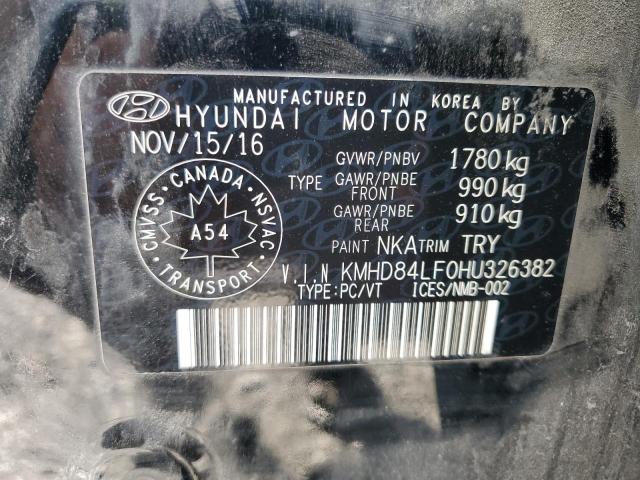 MANUFACTURED IN KOREA BY
HYUNDAI MOTOR COMPANY
NOV/15/16
GVWR/PNBV 1780 kg
TYPE GAWR/PNBE FRONT 990 kg
GAWR/PNBE REAR 910 kg
PAINT NKA TRIM TRY
V.I.N KMHD84LF0HU326382
TYPE:PC/VT ICES/NMB-002
CMVSS · CANADA · NSVAC
A54
TRANSPORT